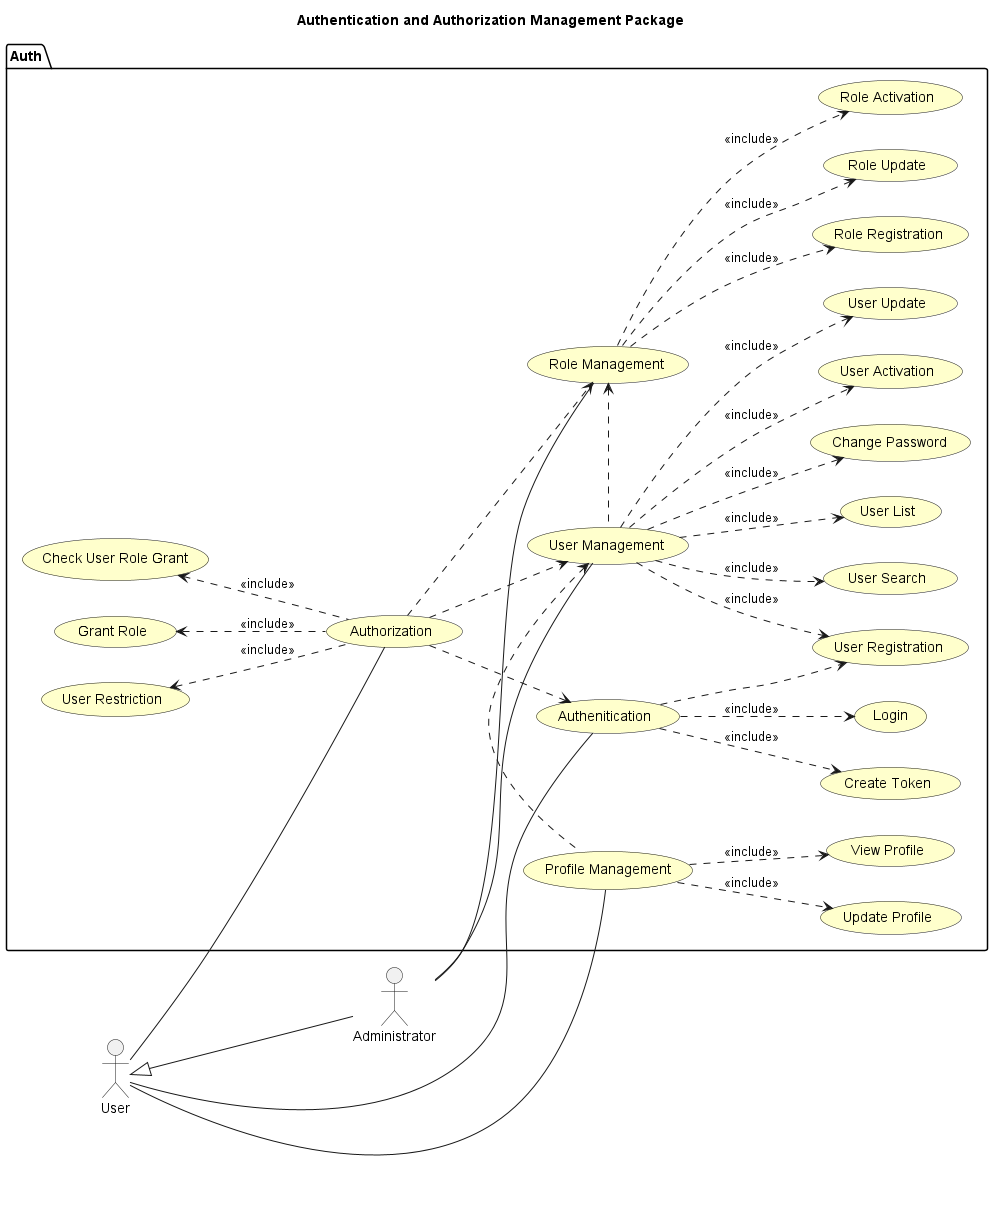 Authentication and Authorization Management Package
Auth
Role Activation
«include»
Role Update
«include»
Role Registration
«include»
User Update
«include»
Role Management
User Activation
«include»
Change Password
«include»
User List
«include»
User Management
Check User Role Grant
«include»
User Search
«include»
«include»
Grant Role
«include»
Authorization
User Registration
«include»
User Restriction
Authenitication
«include»
Login
«include»
Create Token
View Profile
«include»
Profile Management
«include»
Update Profile
Administrator
User